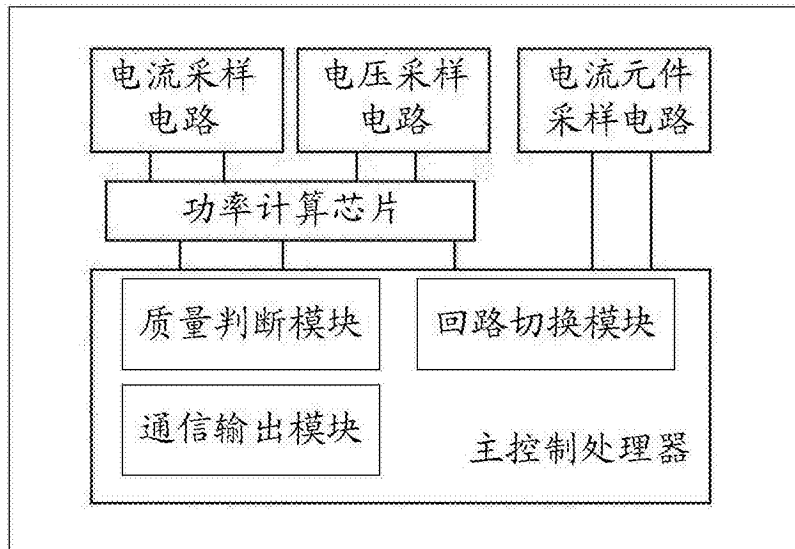 电流采样
电路
电压采样
电路
电流元件
采样电路
功率计算芯片
质量判断模块
回路切换模块
通信输出模块
主控制处理器